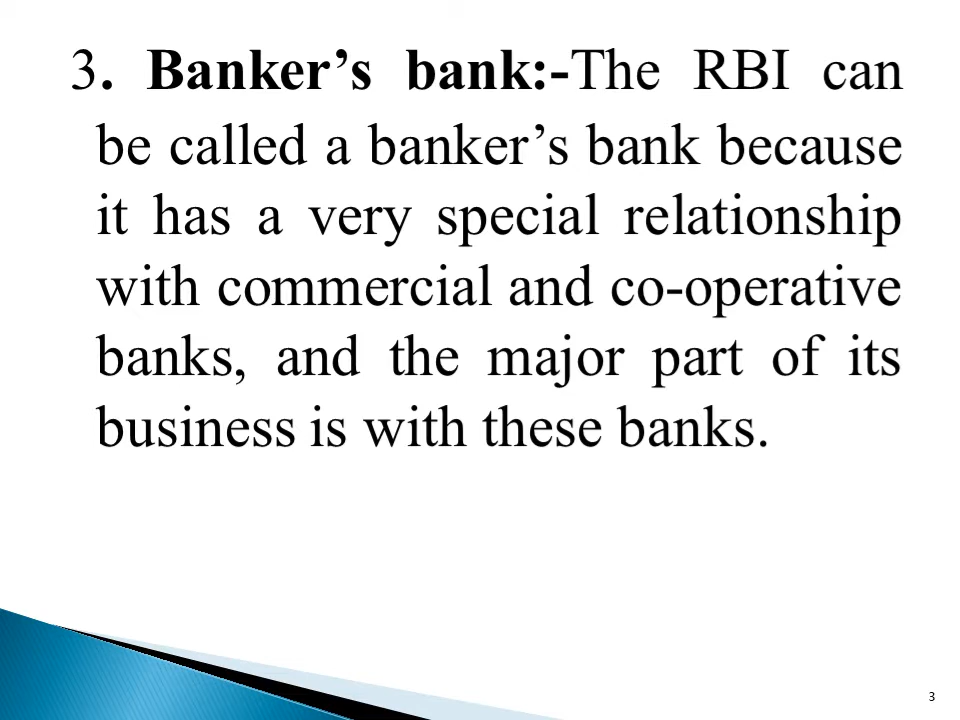 3. Banker’s bank:-The RBI can
be called a banker’s bank because
it has a very special relationship
with commercial and co-operative
banks, and the major part of its
business is with these banks.
3